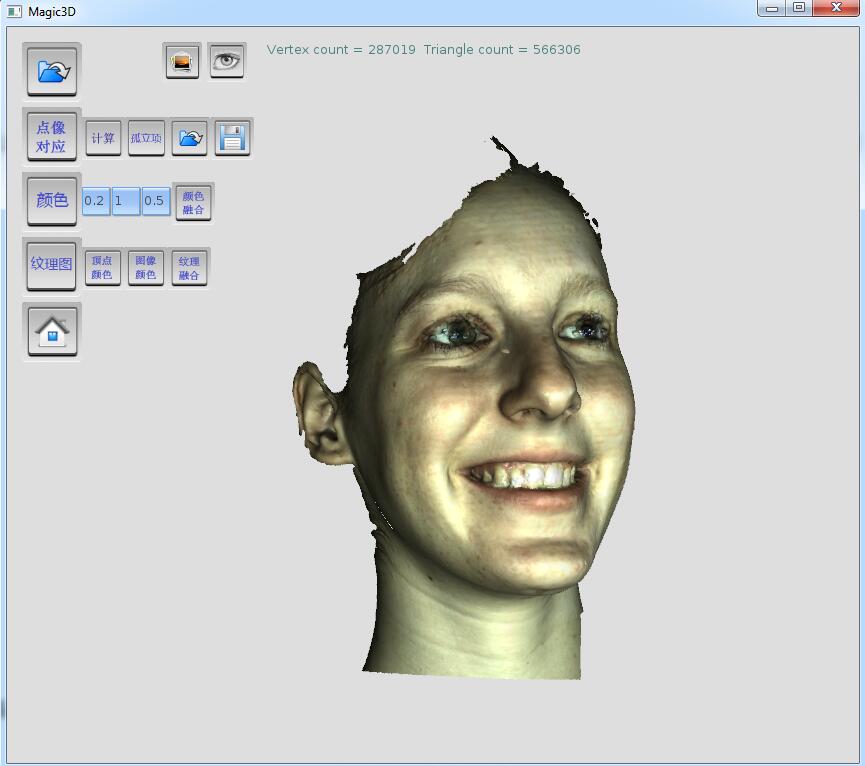 Magic3D
Vertex count = 287019  Triangle count = 566306
点像
对应
计算
孤立项
颜色
0.2
1
0.5
颜色
融合
纹理图
顶点
颜色
图像
颜色
纹理
融合